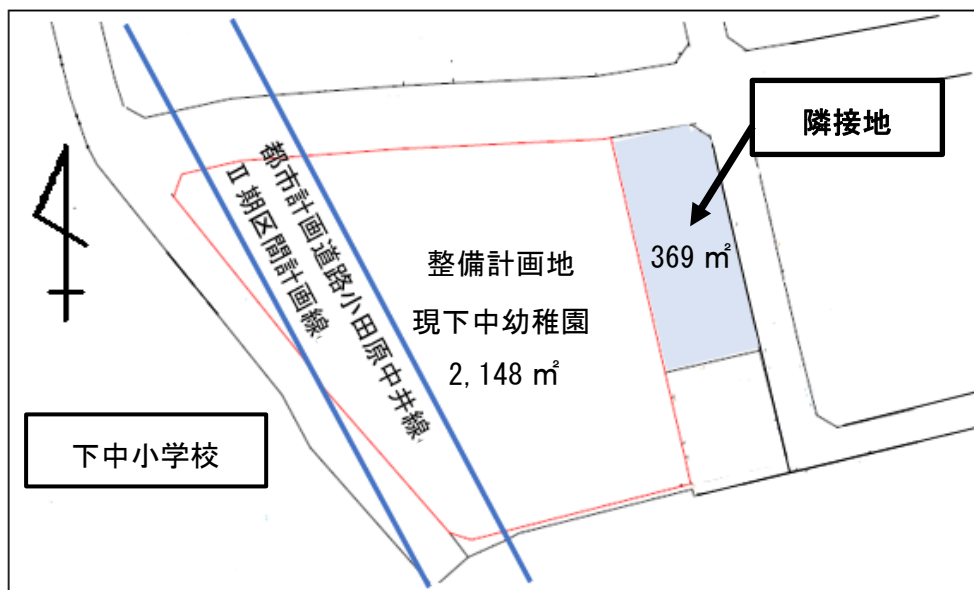 隣接地
369 ㎡
都市計画道路小田原中井線
Ⅱ期区間計画線
整備計画地
現下中幼稚園
2,148 ㎡
下中小学校